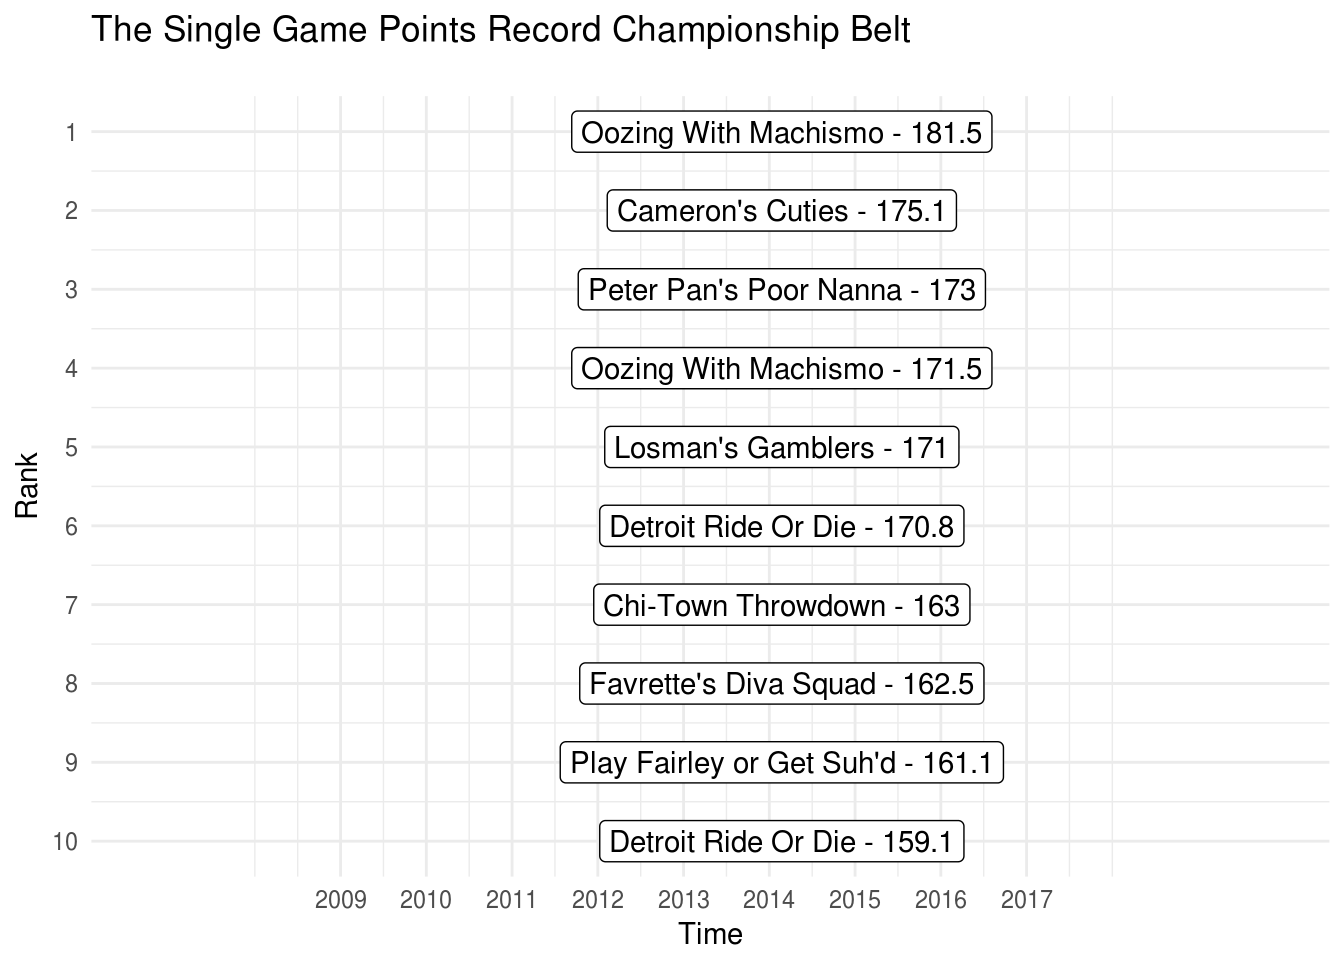 The Single Game Points Record Championship Belt
1
Oozing With Machismo - 181.5
2
Cameron's Cuties - 175.1
3
Peter Pan's Poor Nanna - 173
4
Oozing With Machismo - 171.5
5
Losman's Gamblers - 171
6
Detroit Ride Or Die - 170.8
7
Chi-Town Throwdown - 163
8
Favrette's Diva Squad - 162.5
9
Play Fairley or Get Suh'd - 161.1
10
Detroit Ride Or Die - 159.1
Rank
2009 2010 2011 2012 2013 2014 2015 2016 2017
Time